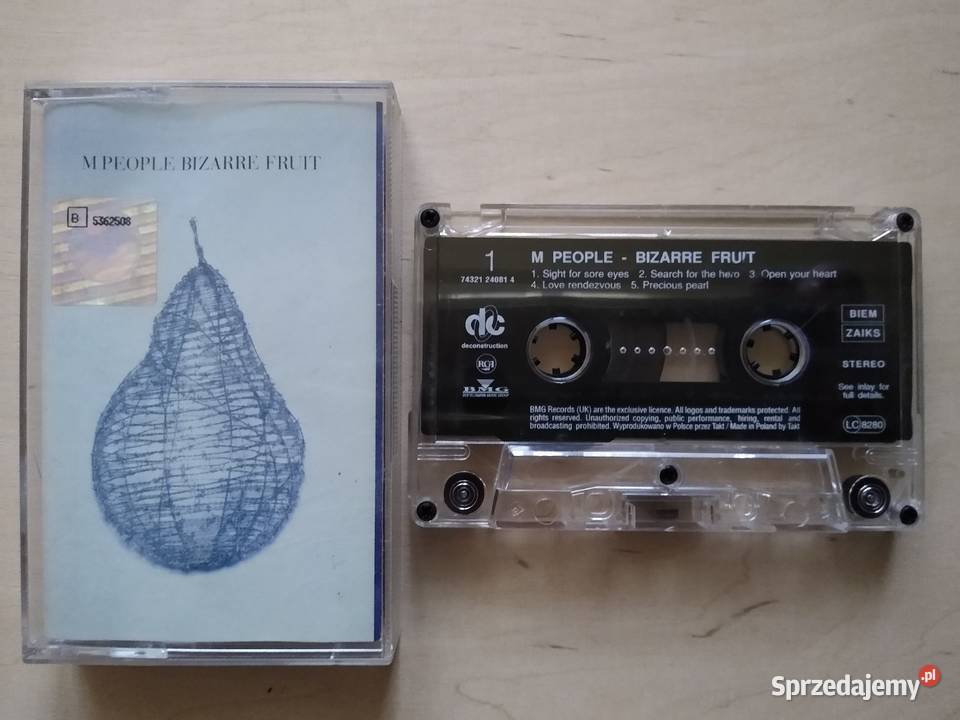 M PEOPLE BIZARRE FRUIT
B 5362508
1
74321 24081 4
M PEOPLE - BIZARRE FRUIT
1. Sight for sore eyes 2. Search for the hero 3. Open your heart
4. Love rendezvous 5. Precious pearl
dc
deconstruction
RCA
BMG
BIEM
ZAIKS
STEREO
See inlay for
full details.
LC 8280
BMG Records (UK) are the exclusive licence. All logos and trademarks protected. All
rights reserved. Unauthorized copying, public performance, hiring, rental and
broadcasting prohibited. Wyprodukowano w Polsce przez Takt / Made in Poland by Takt
Sprzedajemy.pl